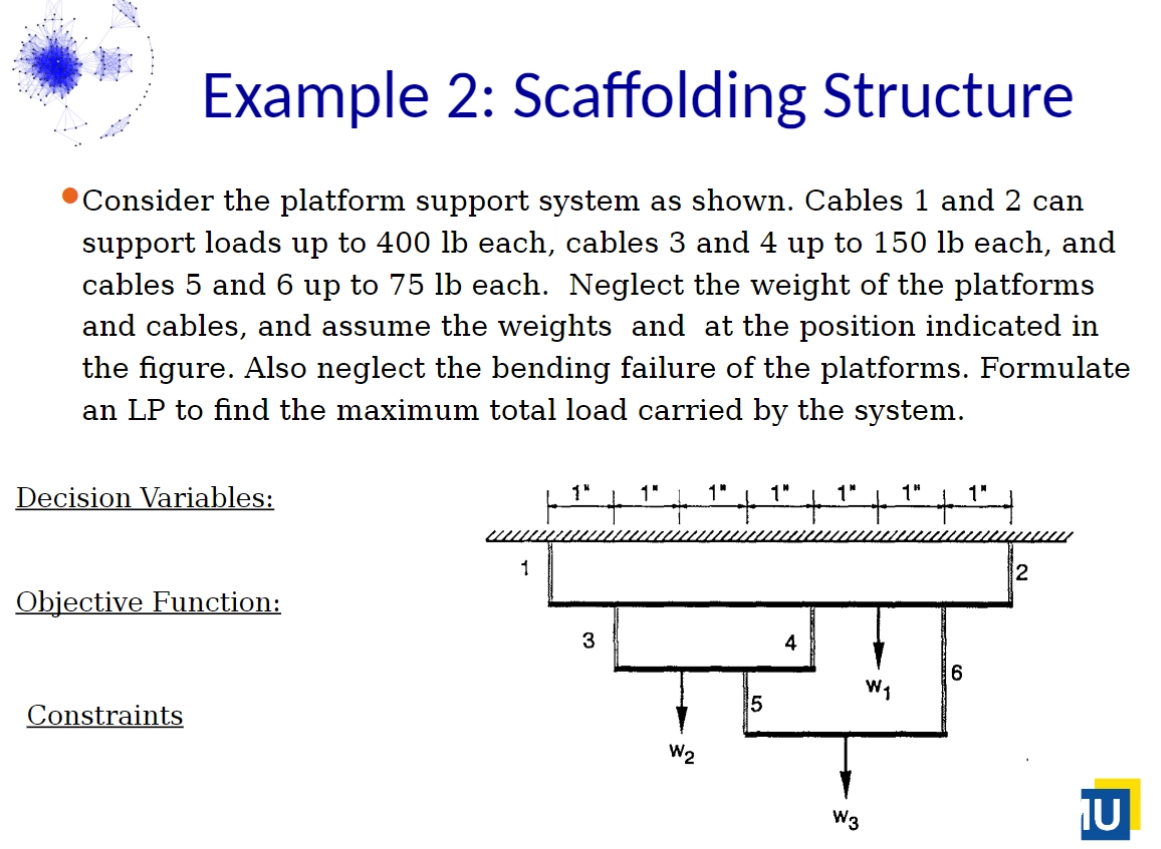 Example 2: Scaffolding Structure
Consider the platform support system as shown. Cables 1 and 2 can
support loads up to 400 lb each, cables 3 and 4 up to 150 lb each, and
cables 5 and 6 up to 75 lb each.  Neglect the weight of the platforms
and cables, and assume the weights  and  at the position indicated in
the figure. Also neglect the bending failure of the platforms. Formulate
an LP to find the maximum total load carried by the system.
Decision Variables:
1" 1" 1" 1" 1" 1" 1"
1 2
Objective Function:
3 4
6
W1
5
Constraints
W2
W3